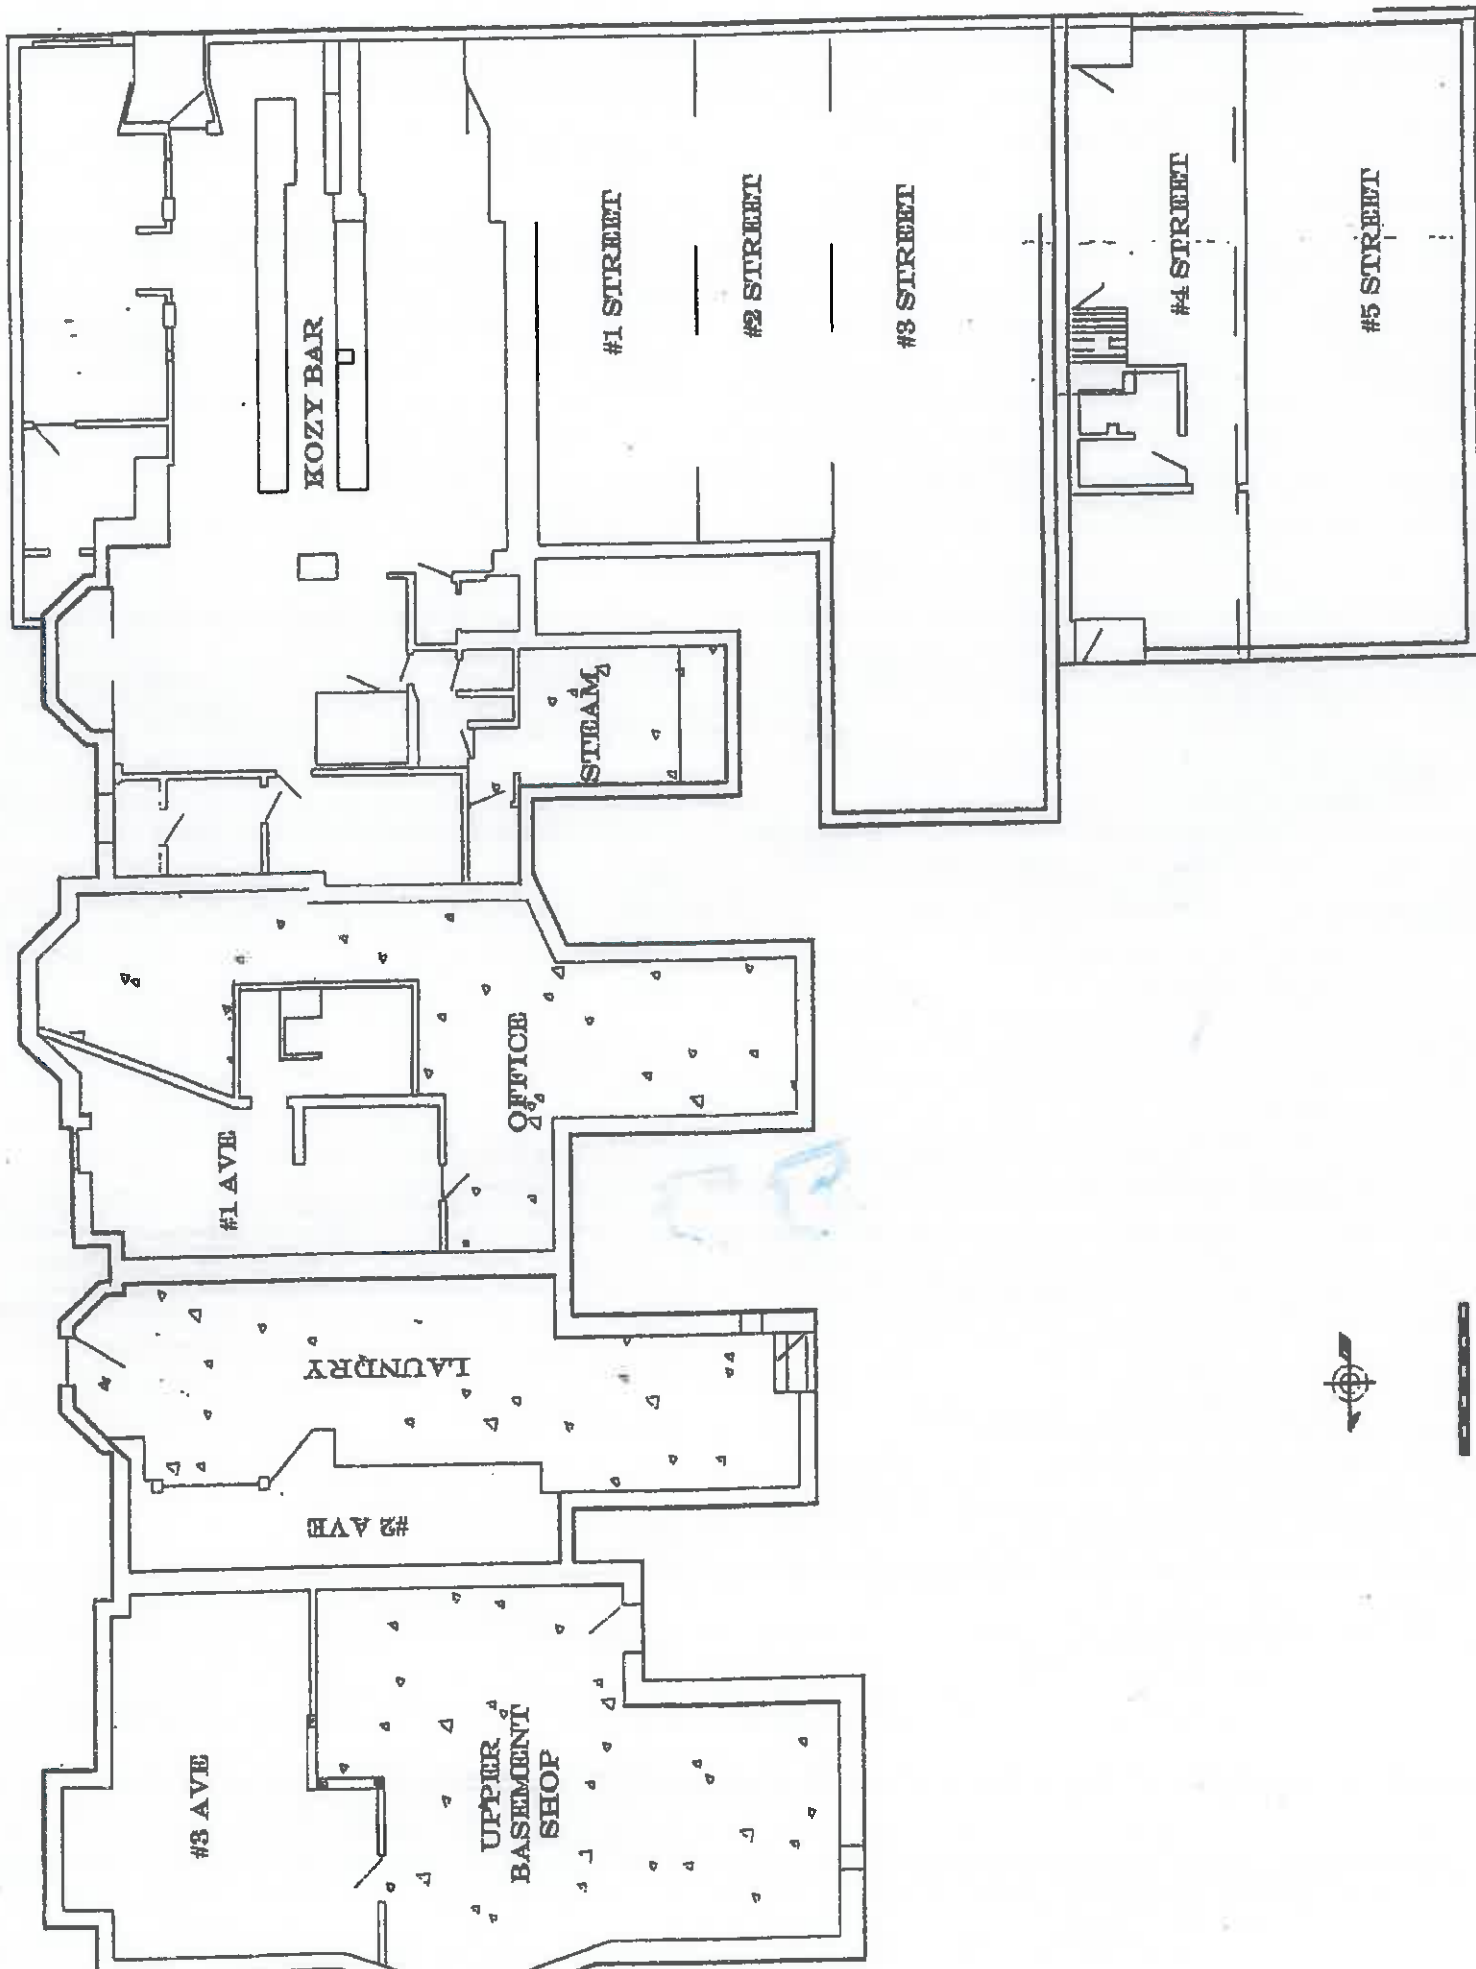 KOZY BAR
#1 STREET
#2 STREET
#3 STREET
#4 STREET
#5 STREET
STEAM
OFFICE
#1 AVE
LAUNDRY
#2 AVE
#3 AVE
UPPER
BASEMENT
SHOP